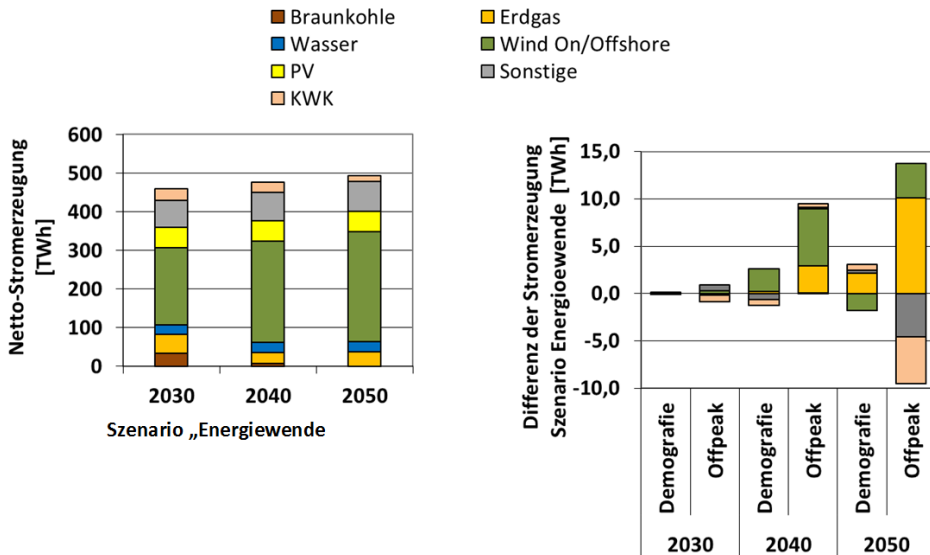 Braunkohle
Erdgas
Wasser
Wind On/Offshore
PV
Sonstige
KWK
Netto-Stromerzeugung
[TWh]
600
500
400
300
200
100
0
2030
2040
2050
Szenario „Energiewende
Differenz der Stromerzeugung
Szenario Energioewende [TWh]
15,0
10,0
5,0
0,0
-5,0
-10,0
Demografie
Offpeak
Demografie
Offpeak
Demografie
Offpeak
2030
2040
2050